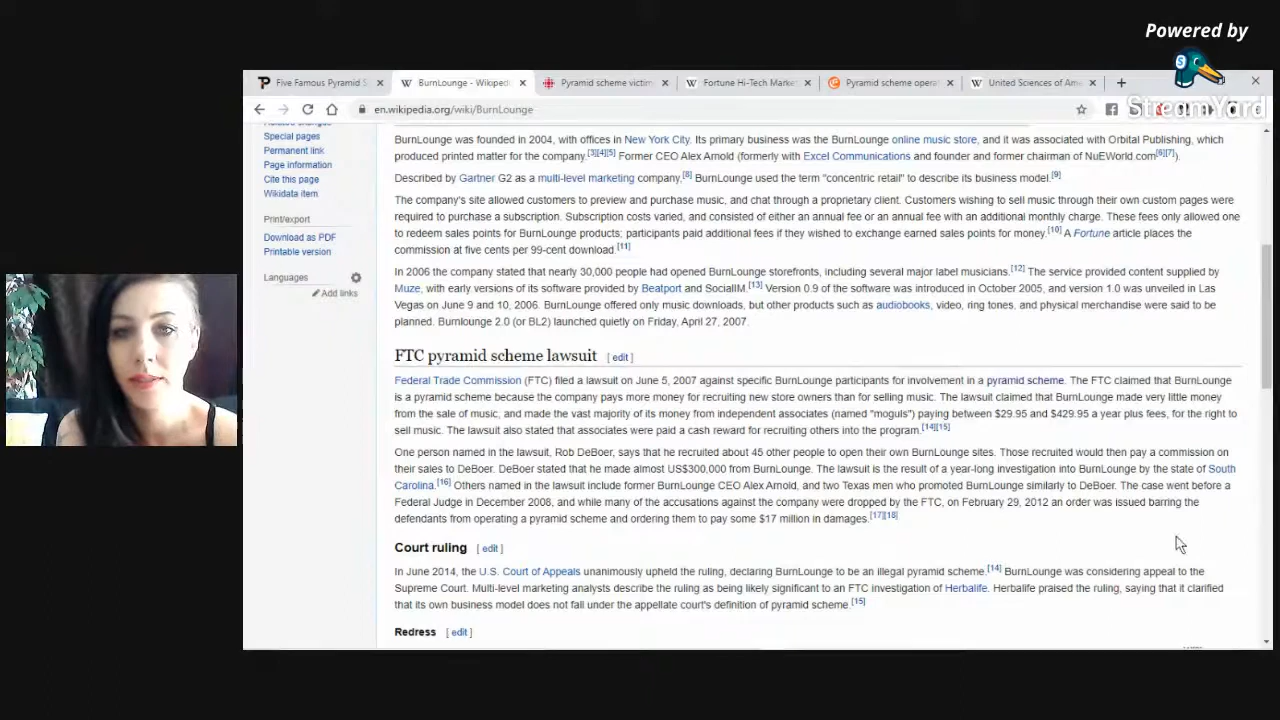 Powered by
StreamYard
Five Famous Pyramid S
BurnLounge - Wikipedi
Pyramid scheme victim
Fortune Hi-Tech Market
Pyramid scheme operat
United Sciences of Ame
en.wikipedia.org/wiki/BurnLounge
Related changes
Special pages
Permanent link
Page information
Cite this page
Wikidata item
Print/export
Download as PDF
Printable version
Languages
Add links
BurnLounge was founded in 2004, with offices in New York City. Its primary business was the BurnLounge online music store, and it was associated with Orbital Publishing, which
produced printed matter for the company.[3][4][5] Former CEO Alex Arnold (formerly with Excel Communications and founder and former chairman of NuEWorld.com[6][7]).
Described by Gartner G2 as a multi-level marketing company,[8] BurnLounge used the term "concentric retail" to describe its business model.[9]
The company's site allowed customers to preview and purchase music, and chat through a proprietary client. Customers wishing to sell music through their own custom pages were
required to purchase a subscription. Subscription costs varied, and consisted of either an annual fee or an annual fee with an additional monthly charge. These fees only allowed one
to redeem sales points for BurnLounge products; participants paid additional fees if they wished to exchange earned sales points for money.[10] A Fortune article places the
commission at five cents per 99-cent download.[11]
In 2006 the company stated that nearly 30,000 people had opened BurnLounge storefronts, including several major label musicians.[12] The service provided content supplied by
Muze, with early versions of its software provided by Beatport and SocialIM.[13] Version 0.9 of the software was introduced in October 2005, and version 1.0 was unveiled in Las
Vegas on June 9 and 10, 2006. BurnLounge offered only music downloads, but other products such as audiobooks, video, ring tones, and physical merchandise were said to be
planned. Burnlounge 2.0 (or BL2) launched quietly on Friday, April 27, 2007.
FTC pyramid scheme lawsuit [ edit ]
Federal Trade Commission (FTC) filed a lawsuit on June 5, 2007 against specific BurnLounge participants for involvement in a pyramid scheme. The FTC claimed that BurnLounge
is a pyramid scheme because the company pays more money for recruiting new store owners than for selling music. The lawsuit claimed that BurnLounge made very little money
from the sale of music, and made the vast majority of its money from independent associates (named "moguls") paying between $29.95 and $429.95 a year plus fees, for the right to
sell music. The lawsuit also stated that associates were paid a cash reward for recruiting others into the program.[14][15]
One person named in the lawsuit, Rob DeBoer, says that he recruited about 45 other people to open their own BurnLounge sites. Those recruited would then pay a commission on
their sales to DeBoer. DeBoer stated that he made almost US$300,000 from BurnLounge. The lawsuit is the result of a year-long investigation into BurnLounge by the state of South
Carolina.[16] Others named in the lawsuit include former BurnLounge CEO Alex Arnold, and two Texas men who promoted BurnLounge similarly to DeBoer. The case went before a
Federal Judge in December 2008, and while many of the accusations against the company were dropped by the FTC, on February 29, 2012 an order was issued barring the
defendants from operating a pyramid scheme and ordering them to pay some $17 million in damages.[17][18]
Court ruling [ edit ]
In June 2014, the U.S. Court of Appeals unanimously upheld the ruling, declaring BurnLounge to be an illegal pyramid scheme.[14] BurnLounge was considering appeal to the
Supreme Court. Multi-level marketing analysts describe the ruling as being likely significant to an FTC investigation of Herbalife. Herbalife praised the ruling, saying that it clarified
that its own business model does not fall under the appellate court's definition of pyramid scheme.[15]
Redress [ edit ]